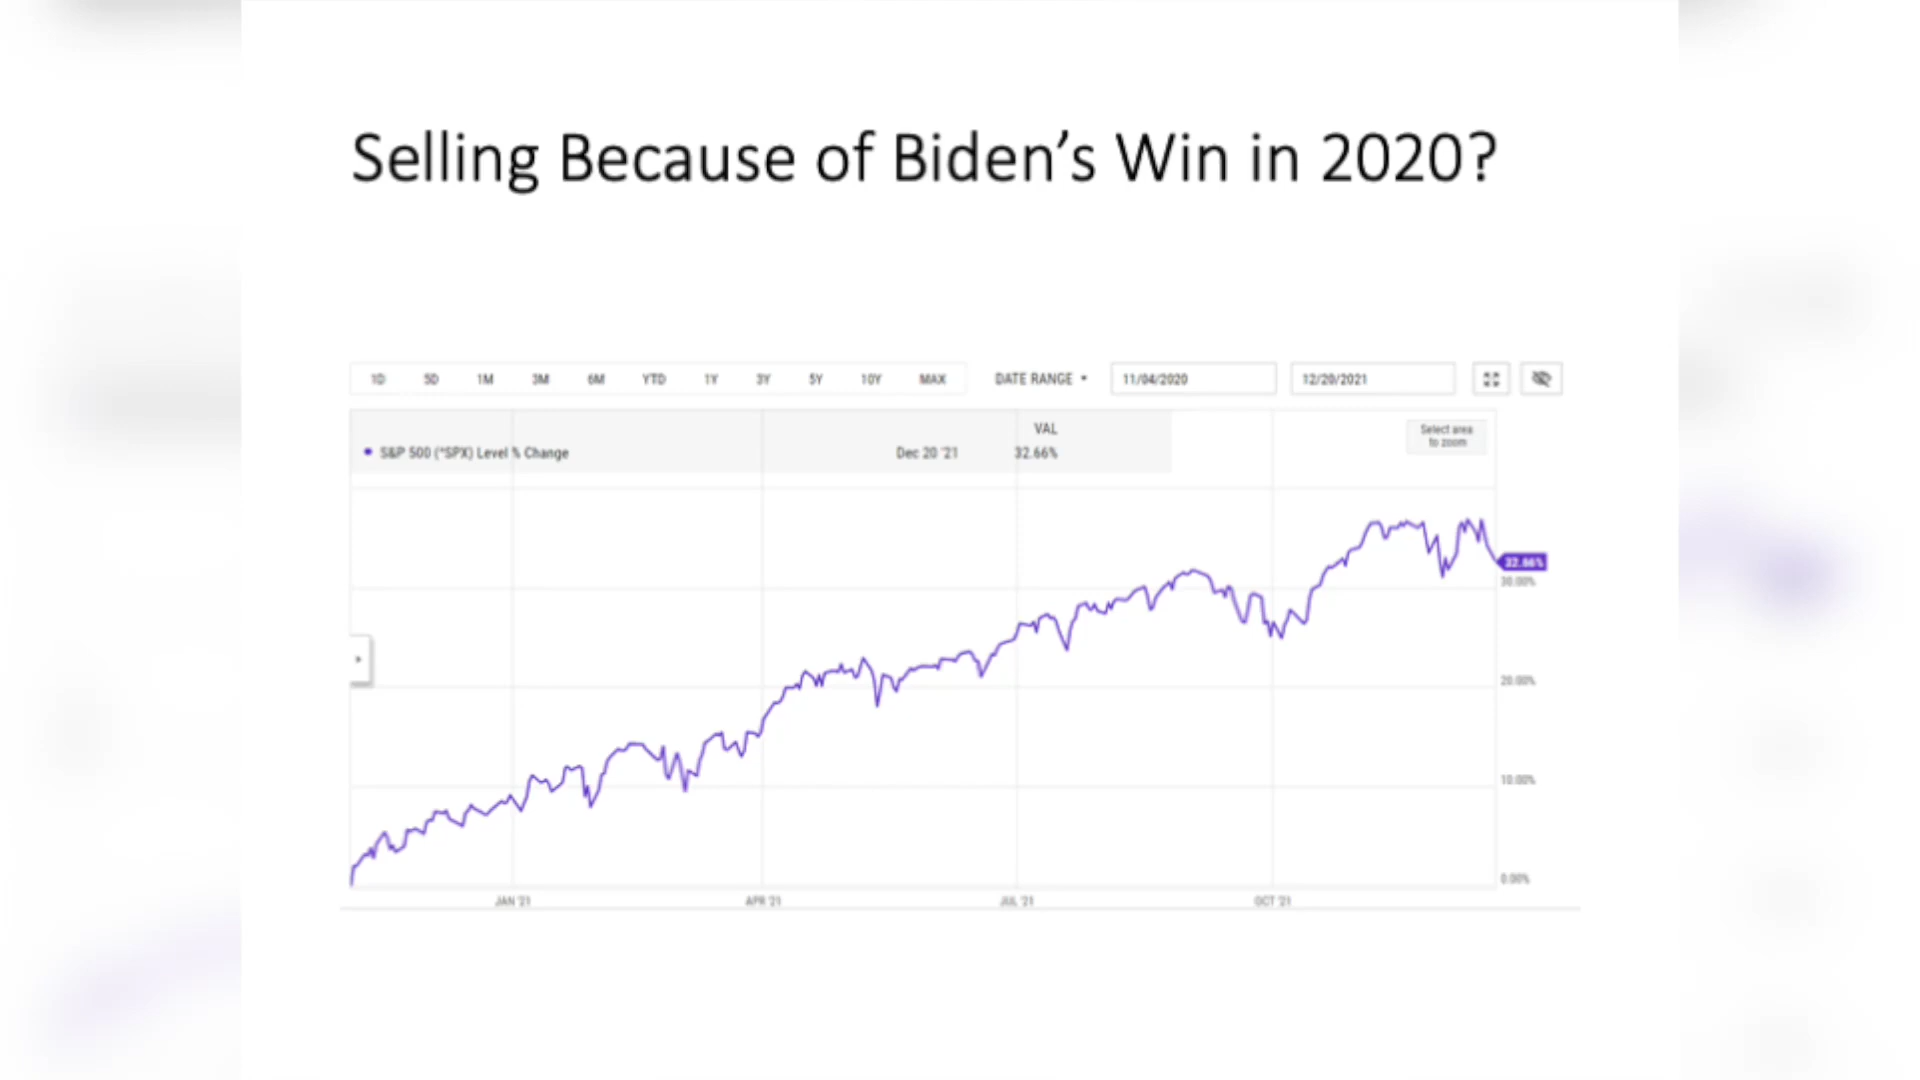 Selling Because of Biden’s Win in 2020?
1D 5D 1M 3M 6M YTD 1Y 3Y 5Y 10Y MAX DATE RANGE 11/04/2020 12/20/2021
VAL
S&P 500 (^SPX) Level % Change Dec 20 '21 32.66%
Select area
to zoom
32.66%
30.00%
20.00%
10.00%
0.00%
JAN '21 APR '21 JUL '21 OCT '21